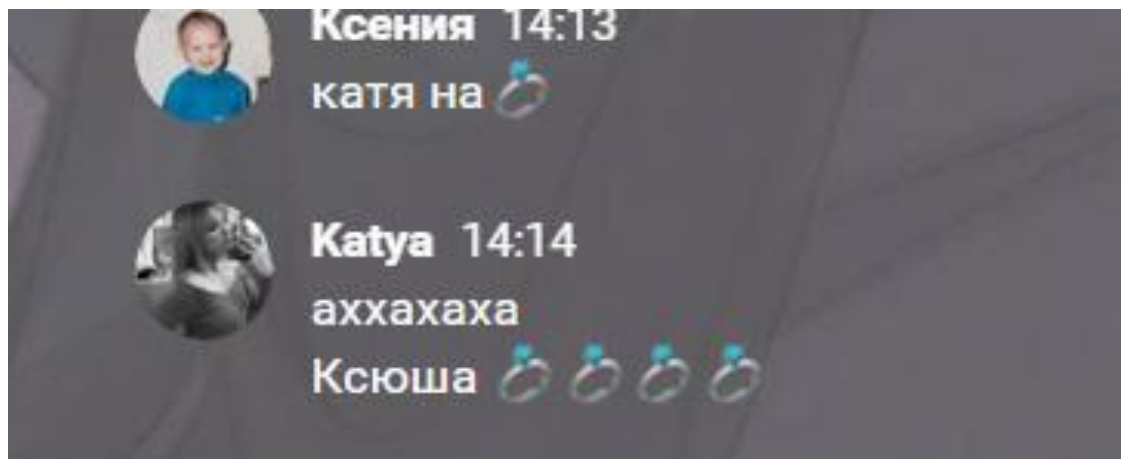 Ксения 14:13
катя на 💍
Katya 14:14
аххахаха
Ксюша 💍 💍 💍 💍